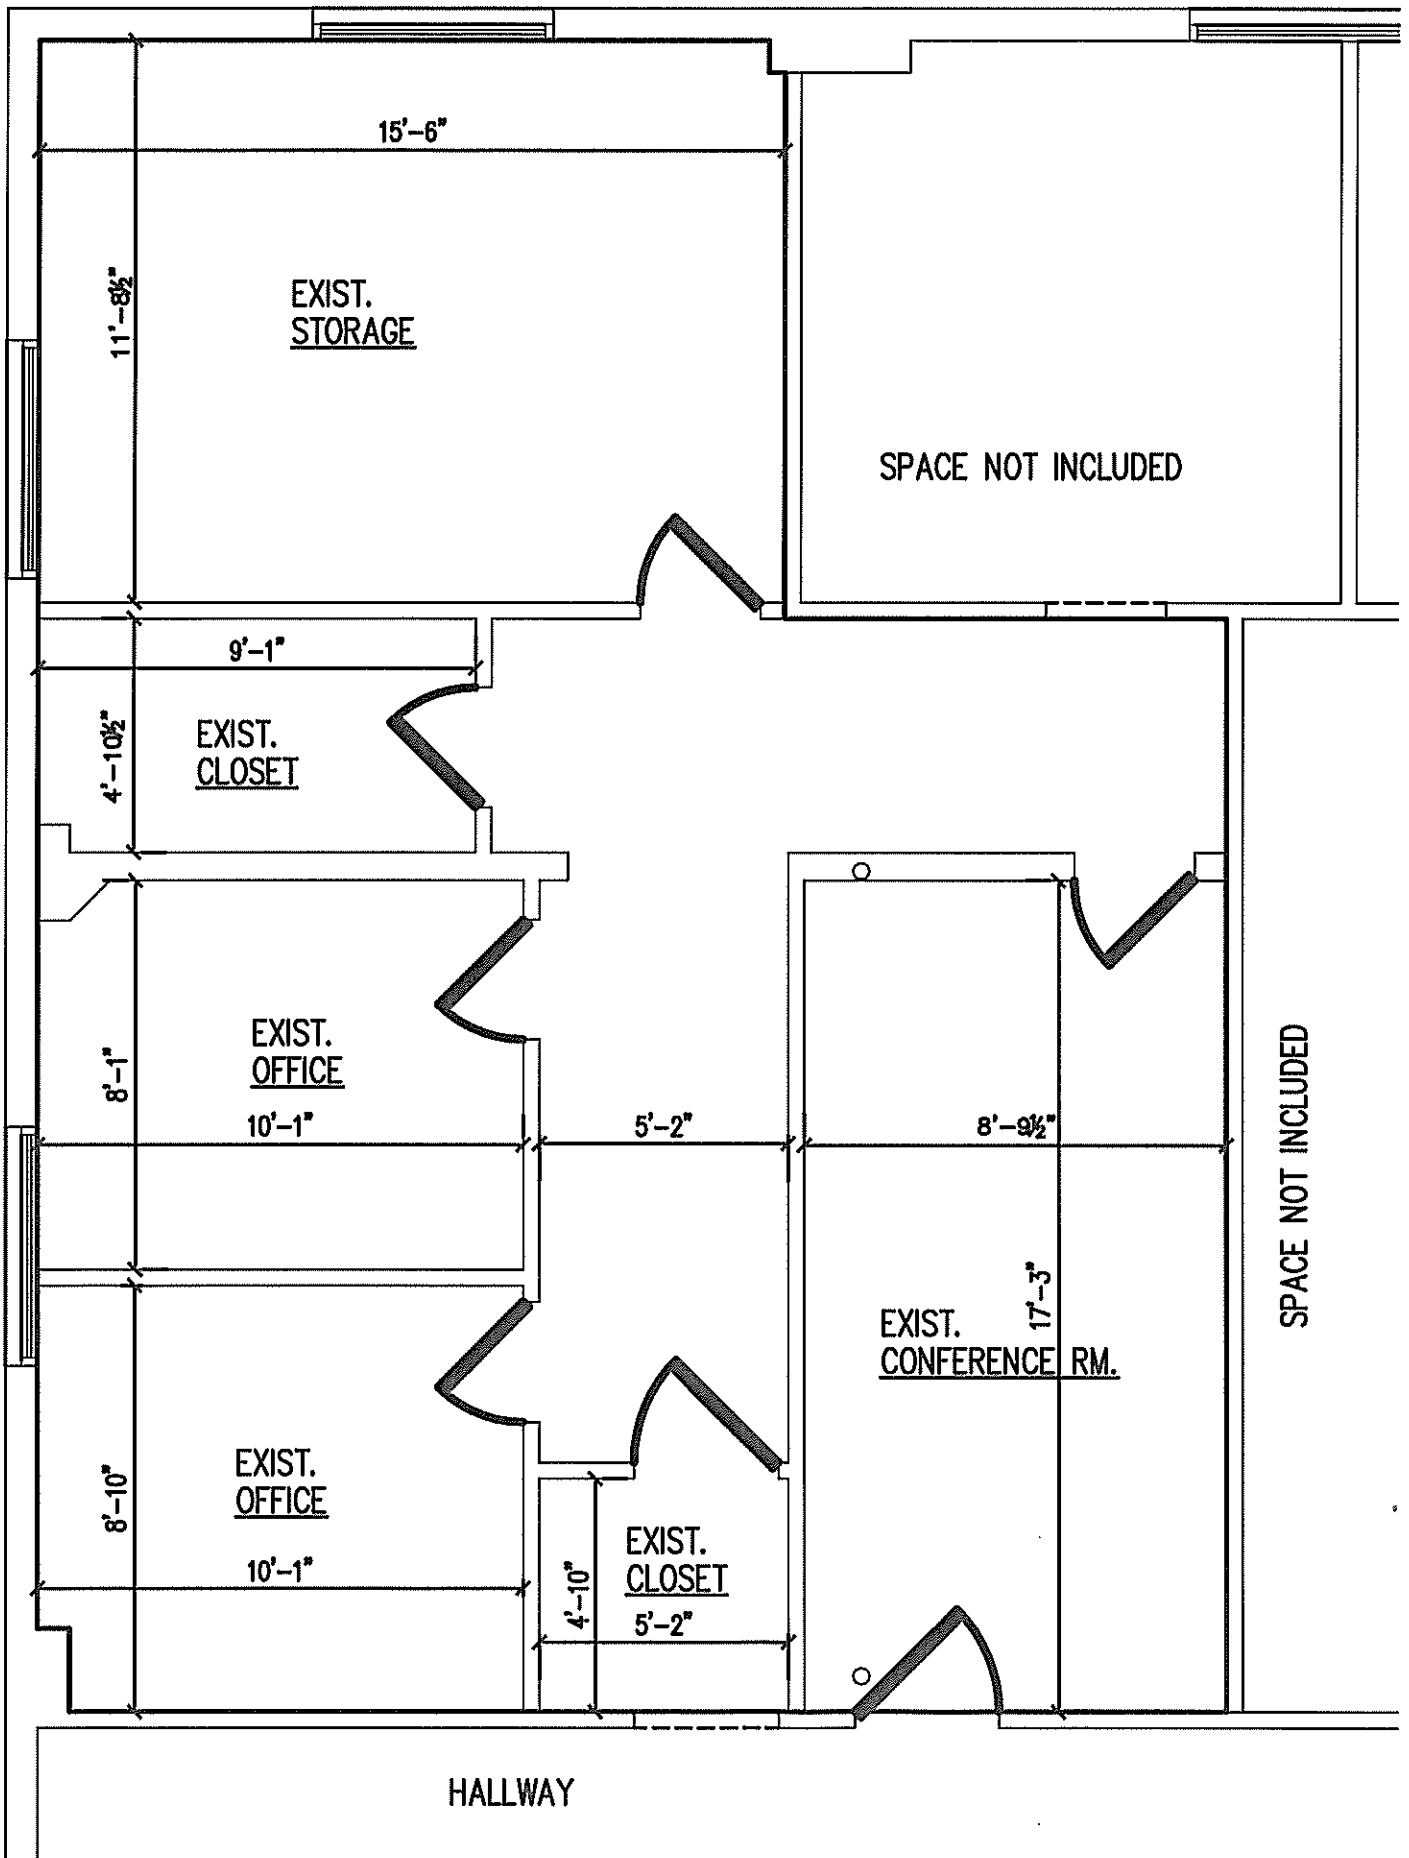 15'-6"
11'-8½"
EXIST.
STORAGE
SPACE NOT INCLUDED
9'-1"
4'-10½"
EXIST.
CLOSET
EXIST.
OFFICE
8'-1"
10'-1"
5'-2"
8'-9½"
SPACE NOT INCLUDED
17'-3"
EXIST.
CONFERENCE RM.
EXIST.
OFFICE
8'-10"
10'-1"
EXIST.
CLOSET
4'-10"
5'-2"
HALLWAY